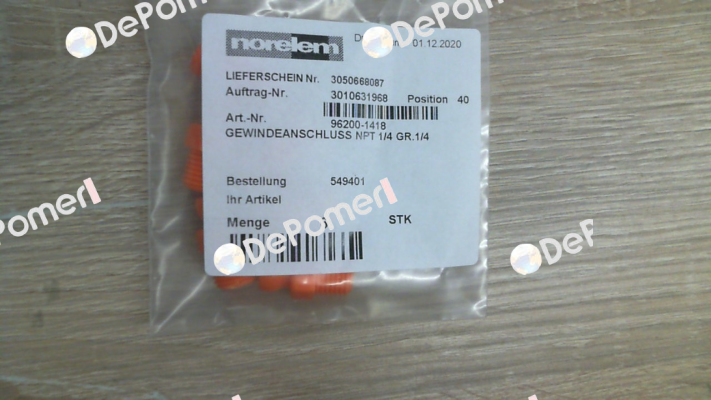 norelem
01.12.2020
LIEFERSCHEIN Nr. 3050668087
Auftrag-Nr. 3010631968 Position 40
Art.-Nr. 96200-1418
GEWINDEANSCHLUSS NPT 1/4 GR.1/4
Bestellung 549401
Ihr Artikel
Menge STK
DePomerl
DePomerl
DePomerl
DePomerl